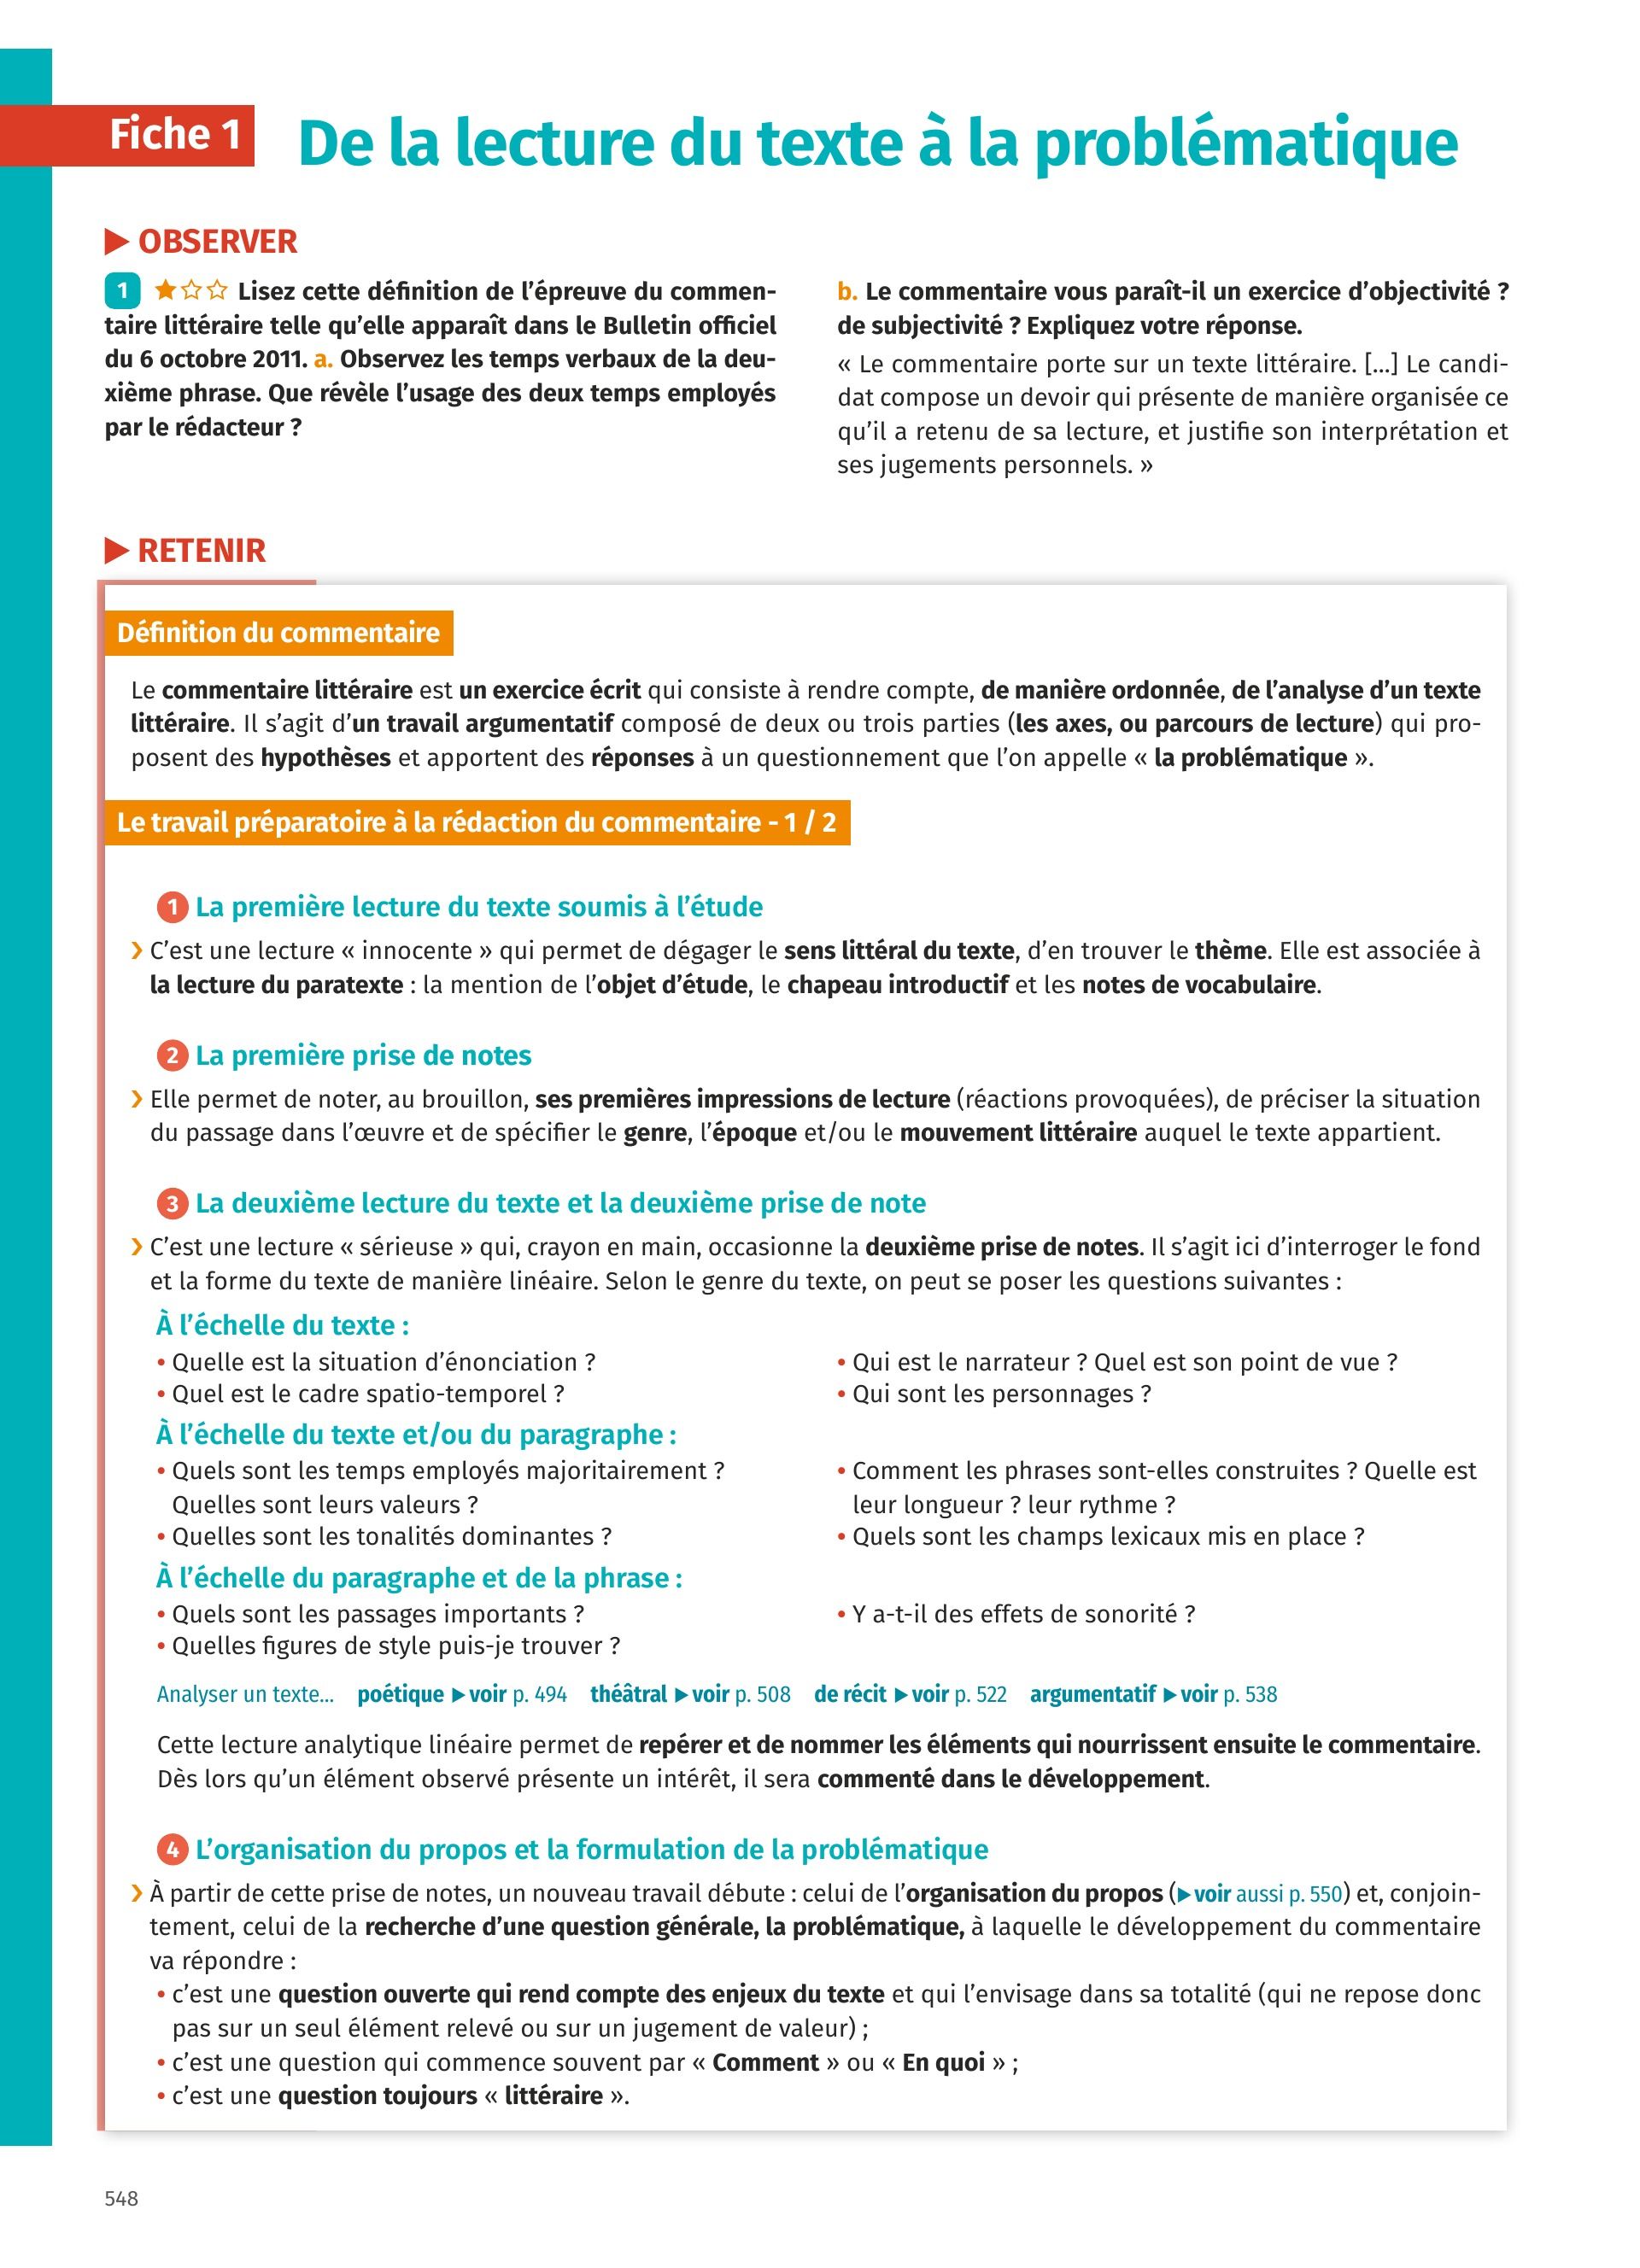 Fiche 1
De la lecture du texte à la problématique
▶ OBSERVER
1 ★☆☆ Lisez cette définition de l’épreuve du commen-
taire littéraire telle qu’elle apparaît dans le Bulletin officiel
du 6 octobre 2011. a. Observez les temps verbaux de la deu-
xième phrase. Que révèle l’usage des deux temps employés
par le rédacteur ?
b. Le commentaire vous paraît-il un exercice d’objectivité ?
de subjectivité ? Expliquez votre réponse.
« Le commentaire porte sur un texte littéraire. [...] Le candi-
dat compose un devoir qui présente de manière organisée ce
qu’il a retenu de sa lecture, et justifie son interprétation et
ses jugements personnels. »
▶ RETENIR
Définition du commentaire
Le commentaire littéraire est un exercice écrit qui consiste à rendre compte, de manière ordonnée, de l’analyse d’un texte
littéraire. Il s’agit d’un travail argumentatif composé de deux ou trois parties (les axes, ou parcours de lecture) qui pro-
posent des hypothèses et apportent des réponses à un questionnement que l’on appelle « la problématique ».
Le travail préparatoire à la rédaction du commentaire - 1 / 2
1 La première lecture du texte soumis à l’étude
› C’est une lecture « innocente » qui permet de dégager le sens littéral du texte, d’en trouver le thème. Elle est associée à
la lecture du paratexte : la mention de l’objet d’étude, le chapeau introductif et les notes de vocabulaire.
2 La première prise de notes
› Elle permet de noter, au brouillon, ses premières impressions de lecture (réactions provoquées), de préciser la situation
du passage dans l’œuvre et de spécifier le genre, l’époque et/ou le mouvement littéraire auquel le texte appartient.
3 La deuxième lecture du texte et la deuxième prise de note
› C’est une lecture « sérieuse » qui, crayon en main, occasionne la deuxième prise de notes. Il s’agit ici d’interroger le fond
et la forme du texte de manière linéaire. Selon le genre du texte, on peut se poser les questions suivantes :
À l’échelle du texte :
• Quelle est la situation d’énonciation ?
• Quel est le cadre spatio-temporel ?
• Qui est le narrateur ? Quel est son point de vue ?
• Qui sont les personnages ?
À l’échelle du texte et/ou du paragraphe :
• Quels sont les temps employés majoritairement ?
Quelles sont leurs valeurs ?
• Quelles sont les tonalités dominantes ?
• Comment les phrases sont-elles construites ? Quelle est
leur longueur ? leur rythme ?
• Quels sont les champs lexicaux mis en place ?
À l’échelle du paragraphe et de la phrase :
• Quels sont les passages importants ?
• Quelles figures de style puis-je trouver ?
• Y a-t-il des effets de sonorité ?
Analyser un texte... poétique ▶ voir p. 494 théâtral ▶ voir p. 508 de récit ▶ voir p. 522 argumentatif ▶ voir p. 538
Cette lecture analytique linéaire permet de repérer et de nommer les éléments qui nourrissent ensuite le commentaire.
Dès lors qu’un élément observé présente un intérêt, il sera commenté dans le développement.
4 L’organisation du propos et la formulation de la problématique
› À partir de cette prise de notes, un nouveau travail débute : celui de l’organisation du propos (▶ voir aussi p. 550) et, conjoin-
tement, celui de la recherche d’une question générale, la problématique, à laquelle le développement du commentaire
va répondre :
• c’est une question ouverte qui rend compte des enjeux du texte et qui l’envisage dans sa totalité (qui ne repose donc
pas sur un seul élément relevé ou sur un jugement de valeur) ;
• c’est une question qui commence souvent par « Comment » ou « En quoi » ;
• c’est une question toujours « littéraire ».
548